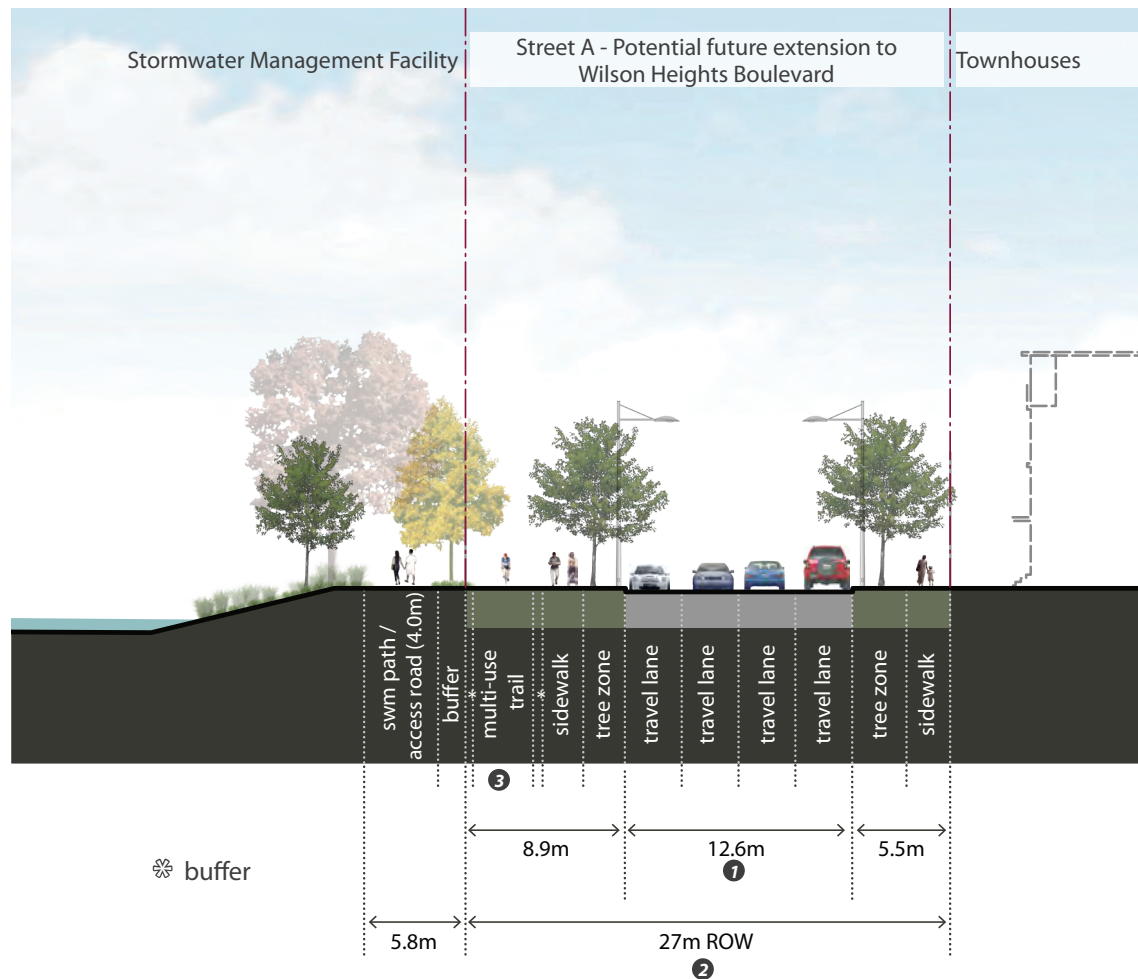 Stormwater Management Facility
Street A - Potential future extension to
Wilson Heights Boulevard
Townhouses
swm path /
access road (4.0m)
buffer
*
multi-use
trail
*
sidewalk
tree zone
travel lane
travel lane
travel lane
travel lane
tree zone
sidewalk
3
8.9m
12.6m
1
5.5m
* buffer
5.8m
27m ROW
2